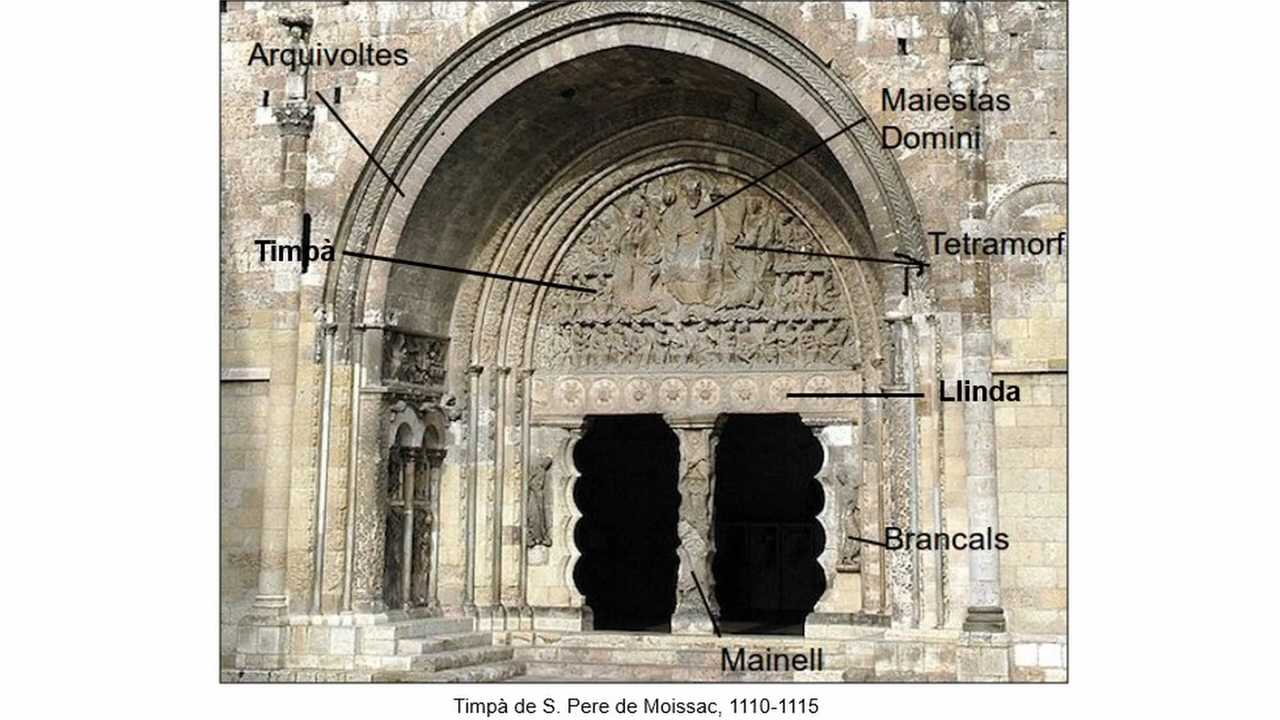 Arquivoltes
Maiestas
Domini
Tetramorf
Timpà
Llinda
Brancals
Mainell
Timpà de S. Pere de Moissac, 1110-1115